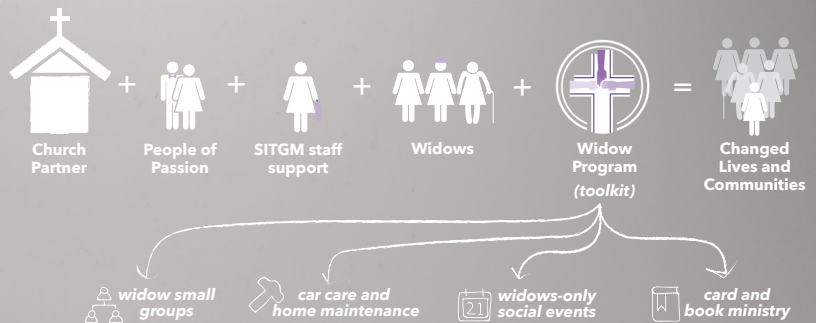 + + + + =
Church
Partner
People of
Passion
SITGM staff
support
Widows
Widow
Program
(toolkit)
Changed
Lives and
Communities
widow small
groups
car care and
home maintenance
21
widows-only
social events
card and
book ministry